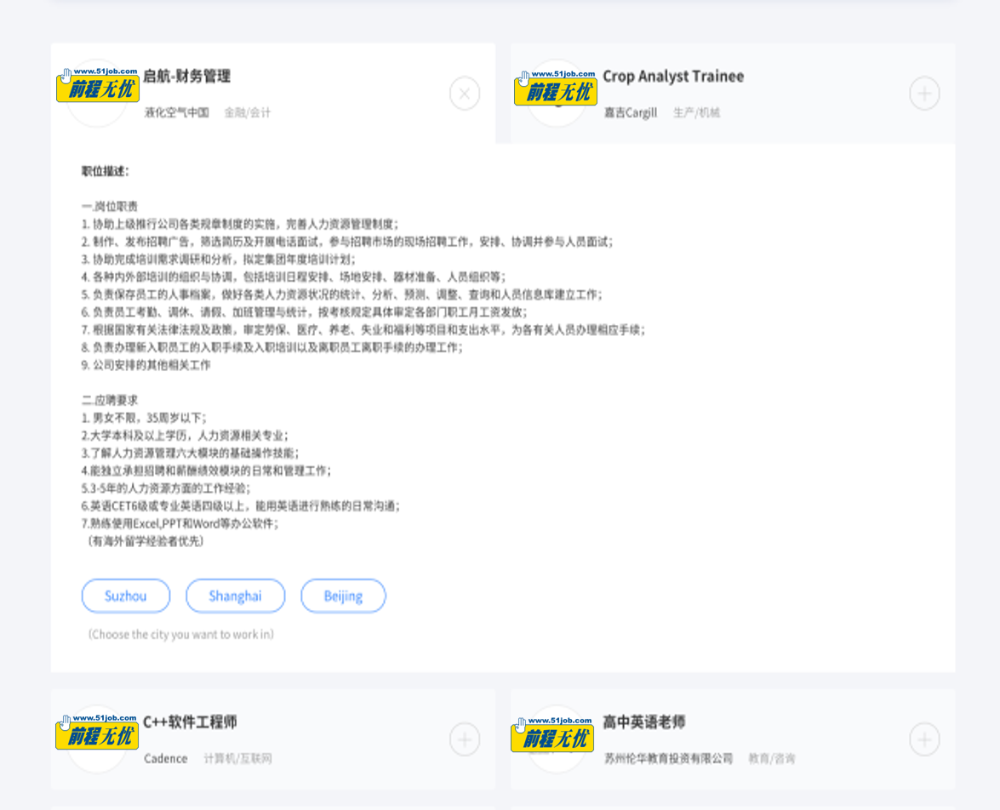 www.51job.com
前程无忧
启航-财务管理
液化空气中国 金融/会计
www.51job.com
前程无忧
Crop Analyst Trainee
嘉吉Cargill 生产/机械
职位描述：
一.岗位职责
1. 协助上级推行公司各类规章制度的实施，完善人力资源管理制度；
2. 制作、发布招聘广告，筛选简历及开展电话面试，参与招聘市场的现场招聘工作，安排、协调并参与人员面试；
3. 协助完成培训需求调研和分析，拟定集团年度培训计划；
4. 各种内外部培训的组织与协调，包括培训日程安排、场地安排、器材准备、人员组织等；
5. 负责保存员工的人事档案，做好各类人力资源状况的统计、分析、预测、调整、查询和人员信息库建立工作；
6. 负责员工考勤、调休、请假、加班管理与统计，按考核规定具体审定各部门职工月工资发放；
7. 根据国家有关法律法规及政策，审定劳保、医疗、养老、失业和福利等项目和支出水平，为各有关人员办理相应手续；
8. 负责办理新入职员工的入职手续及入职培训以及离职员工离职手续的办理工作；
9. 公司安排的其他相关工作
二.应聘要求
1. 男女不限，35周岁以下；
2.大学本科及以上学历，人力资源相关专业；
3.了解人力资源管理六大模块的基础操作技能；
4.能独立承担招聘和薪酬绩效模块的日常和管理工作；
5.3-5年的人力资源方面的工作经验；
6.英语CET6级或专业英语四级以上，能用英语进行熟练的日常沟通；
7.熟练使用Excel,PPT和Word等办公软件；
（有海外留学经验者优先）
Suzhou Shanghai Beijing
（Choose the city you want to work in）
www.51job.com
前程无忧
C++软件工程师
Cadence 计算机/互联网
www.51job.com
前程无忧
高中英语老师
苏州伦华教育投资有限公司 教育/咨询